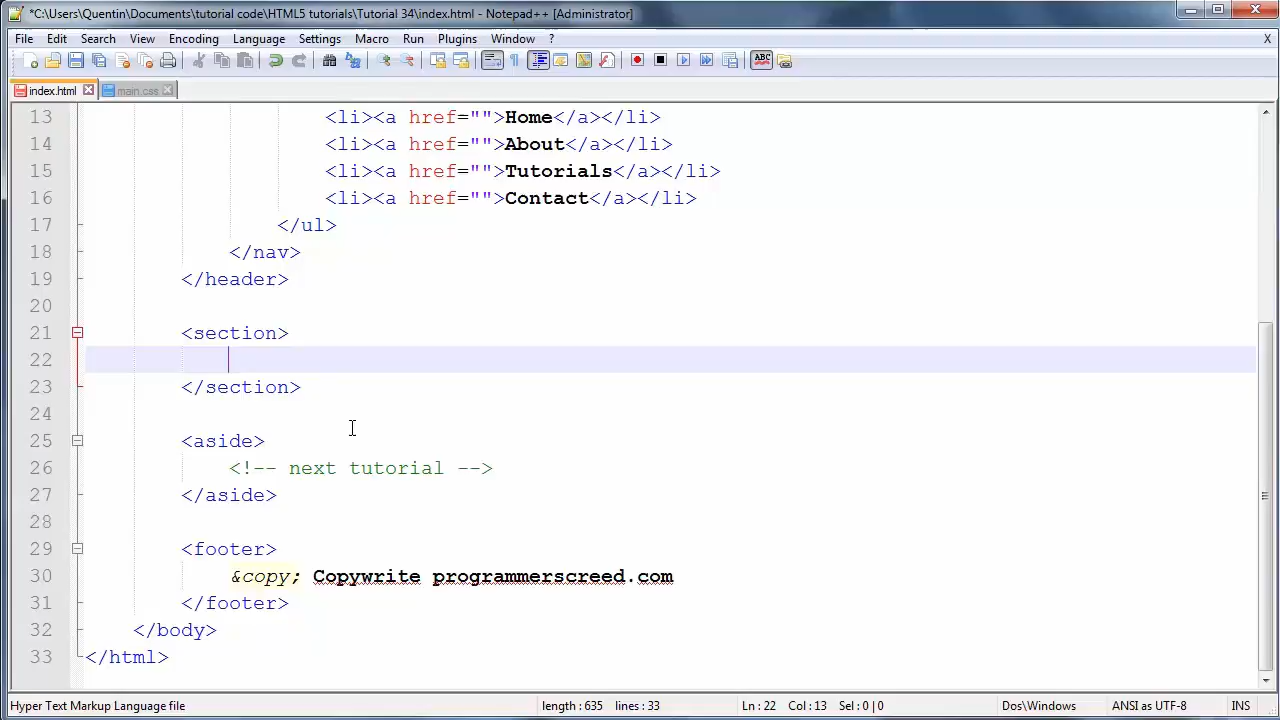 *C:\Users\Quentin\Documents\tutorial code\HTML5 tutorials\Tutorial 34\index.html - Notepad++ [Administrator]
File Edit Search View Encoding Language Settings Macro Run Plugins Window ? X
ABC
index.html main.css
13 <li><a href="">Home</a></li>
14 <li><a href="">About</a></li>
15 <li><a href="">Tutorials</a></li>
16 <li><a href="">Contact</a></li>
17 </ul>
18 </nav>
19 </header>
20
21 <section>
22
23 </section>
24
25 <aside>
26 <!-- next tutorial -->
27 </aside>
28
29 <footer>
30 &copy; Copywrite programmerscreed.com
31 </footer>
32 </body>
33 </html>
Hyper Text Markup Language file length : 635 lines : 33 Ln : 22 Col : 13 Sel : 0 | 0 Dos\Windows ANSI as UTF-8 INS